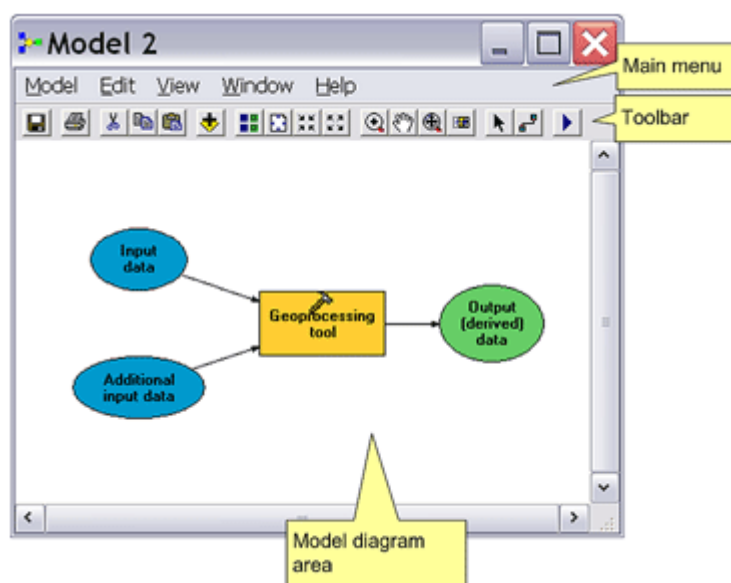 Model 2
Model Edit View Window Help
Main menu
Toolbar
Input
data
Geoprocessing
tool
Output
(derived)
data
Additional
input data
Model diagram
area